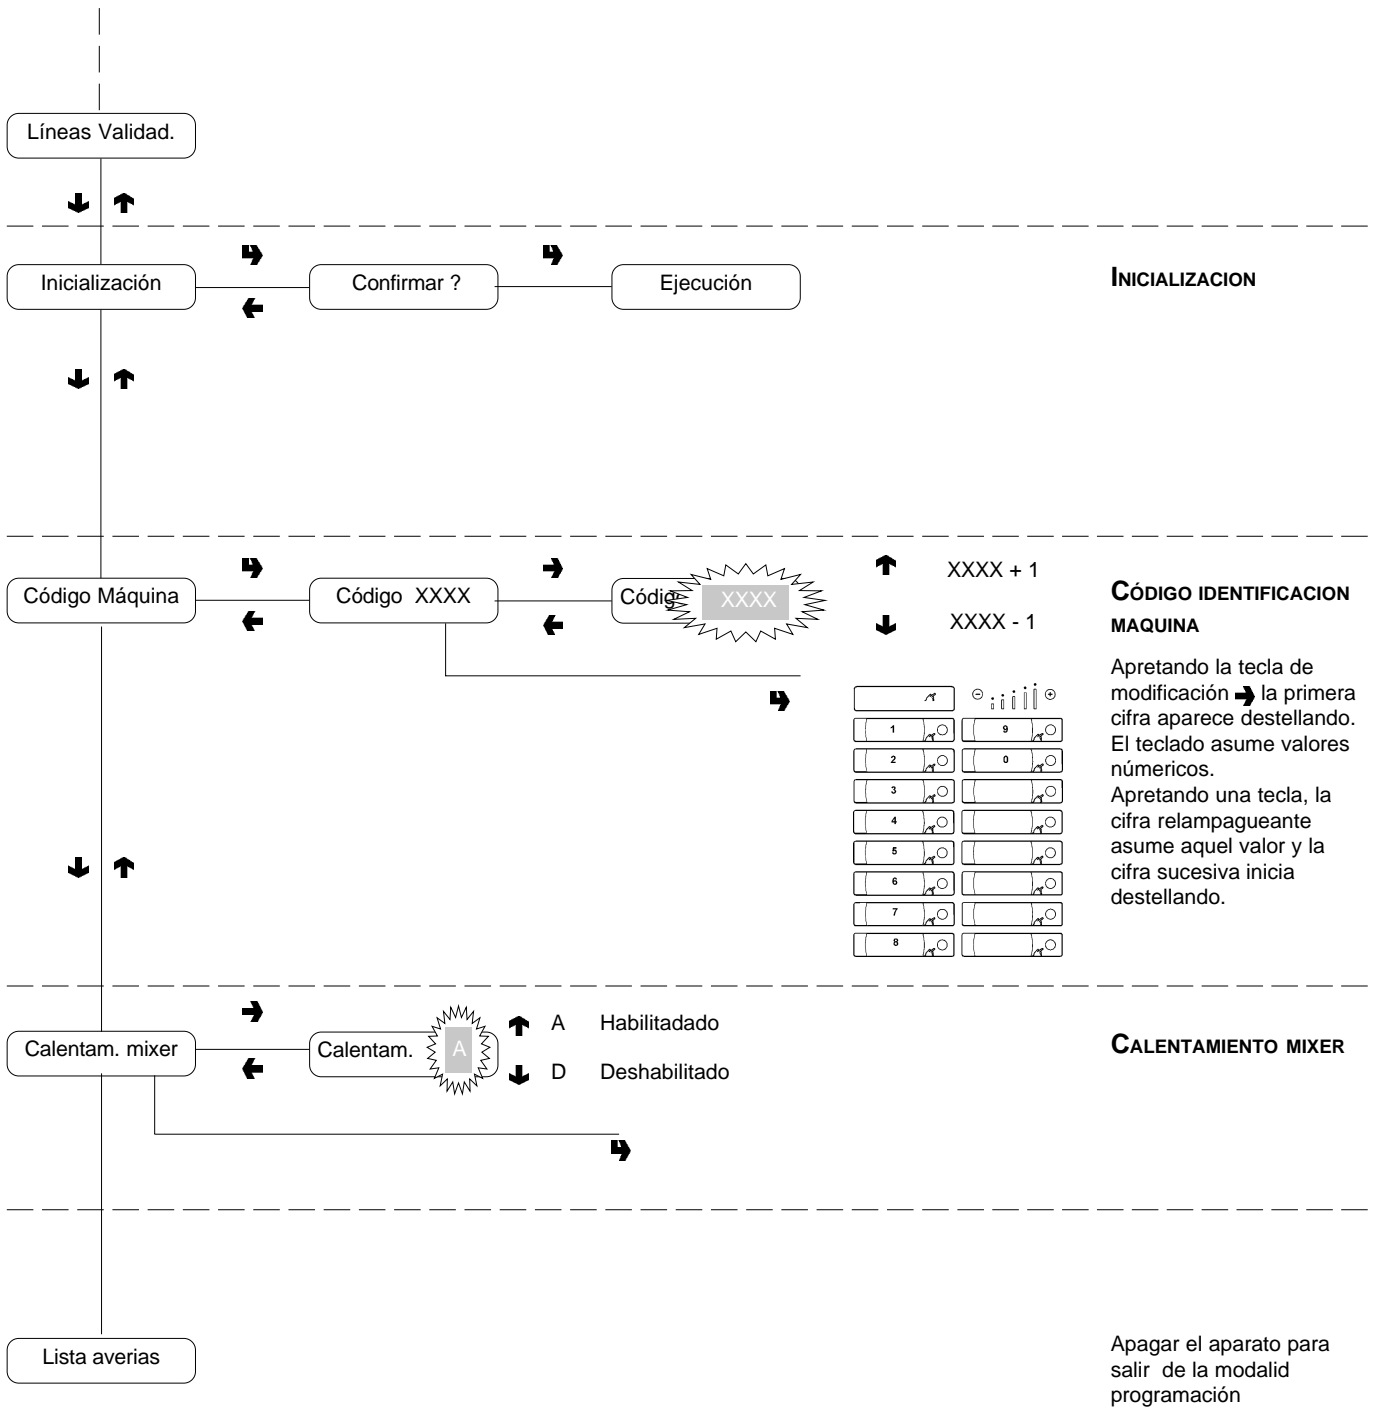 Líneas Validad.
Inicialización
Confirmar ?
Ejecución
INICIALIZACION
Código Máquina
Código XXXX
Códig
XXXX
XXXX + 1
XXXX - 1
CÓDIGO IDENTIFICACION
MAQUINA
Apretando la tecla de
modificación la primera
cifra aparece destellando.
El teclado asume valores
númericos.
Apretando una tecla, la
cifra relampagueante
asume aquel valor y la
cifra sucesiva inicia
destellando.
1 9
2 0
3
4
5
6
7
8
Calentam. mixer
Calentam. A
A Habilitadado
D Deshabilitado
CALENTAMIENTO MIXER
Lista averias
Apagar el aparato para
salir de la modalid
programación